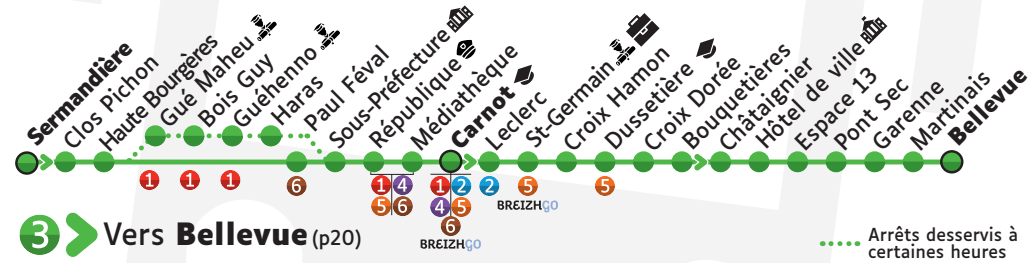 Sermandière
Clos Pichon
Haute Bourgères
Gué Maheu
Bois Guy
Guéhenno
Haras
Paul Féval
Sous-Préfecture
République
Médiathèque
Carnot
Leclerc
St-Germain
Croix Hamon
Dussetière
Croix Dorée
Bouquetières
Châtaignier
Hôtel de ville
Espace 13
Pont Sec
Garenne
Martinais
Bellevue
1 1 1 6 1 4 1 2 2 5 5
5 6 4 5 BREIZHGO
6
BREIZHGO
3 Vers Bellevue (p20)
Arrêts desservis à
certaines heures